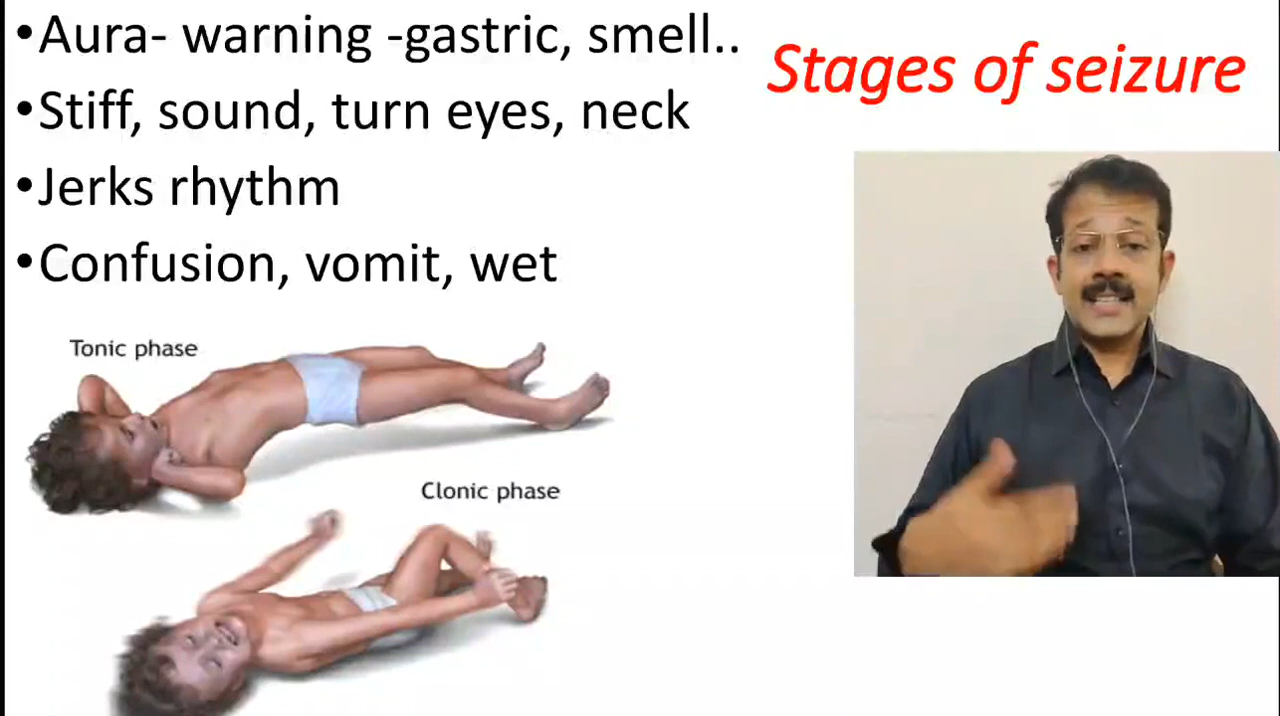 •Aura- warning -gastric, smell..
Stages of seizure
•Stiff, sound, turn eyes, neck
•Jerks rhythm
•Confusion, vomit, wet
Tonic phase
Clonic phase